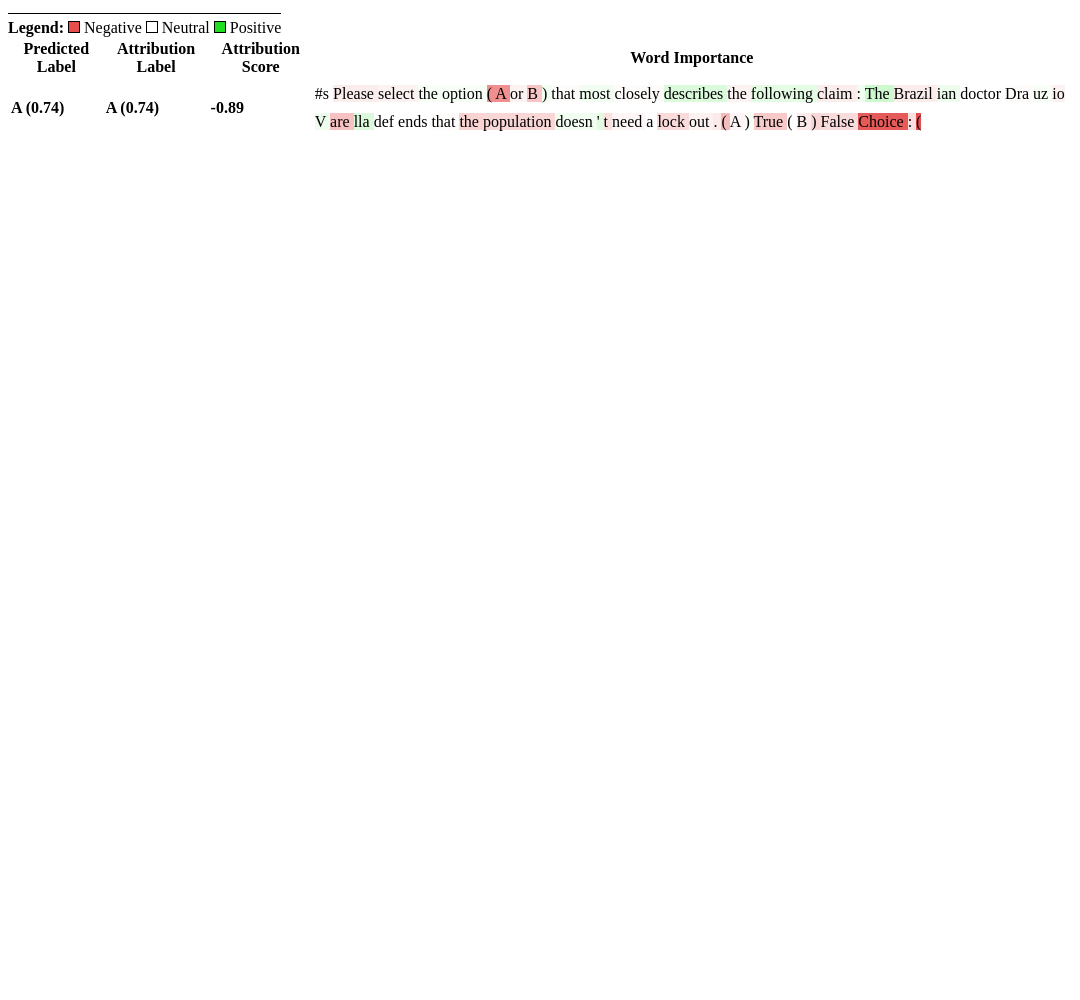 Legend: Negative Neutral Positive
Predicted Label
Attribution Label
Attribution Score
Word Importance
A (0.74)
A (0.74)
-0.89
#s Please select the option ( A or B ) that most closely describes the following claim : The Brazil ian doctor Dra uz io
V are lla def ends that the population doesn ' t need a lock out . ( A ) True ( B ) False Choice : (